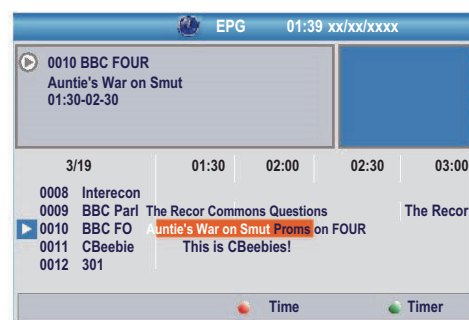 EPG 01:39 xx/xx/xxxx
0010 BBC FOUR
Auntie's War on Smut
01:30-02-30
3/19 01:30 02:00 02:30 03:00
0008 Interecon
0009 BBC Parl The Recor Commons Questions The Recor
0010 BBC FO Auntie's War on Smut Proms on FOUR
0011 CBeebie This is CBeebies!
0012 301
Time Timer